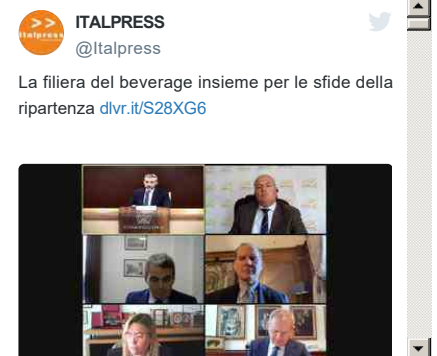 >>
Italpress
ITALPRESS
@Italpress
La filiera del beverage insieme per le sfide della
ripartenza dlvr.it/S28XG6